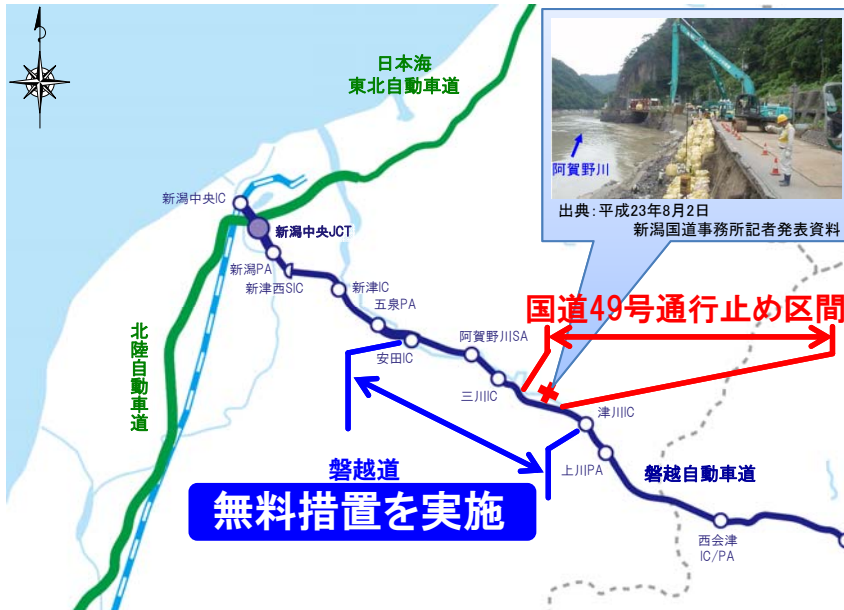 日本海
東北自動車道
阿賀野川
出典:平成23年8月2日
新潟国道事務所記者発表資料
新潟中央IC
新潟中央JCT
新潟PA
新津西SIC
新津IC
五泉PA
国道49号通行止め区間
北陸自動車道
阿賀野川SA
安田IC
三川IC
津川IC
上川PA
磐越自動車道
磐越道
無料措置を実施
西会津
IC/PA